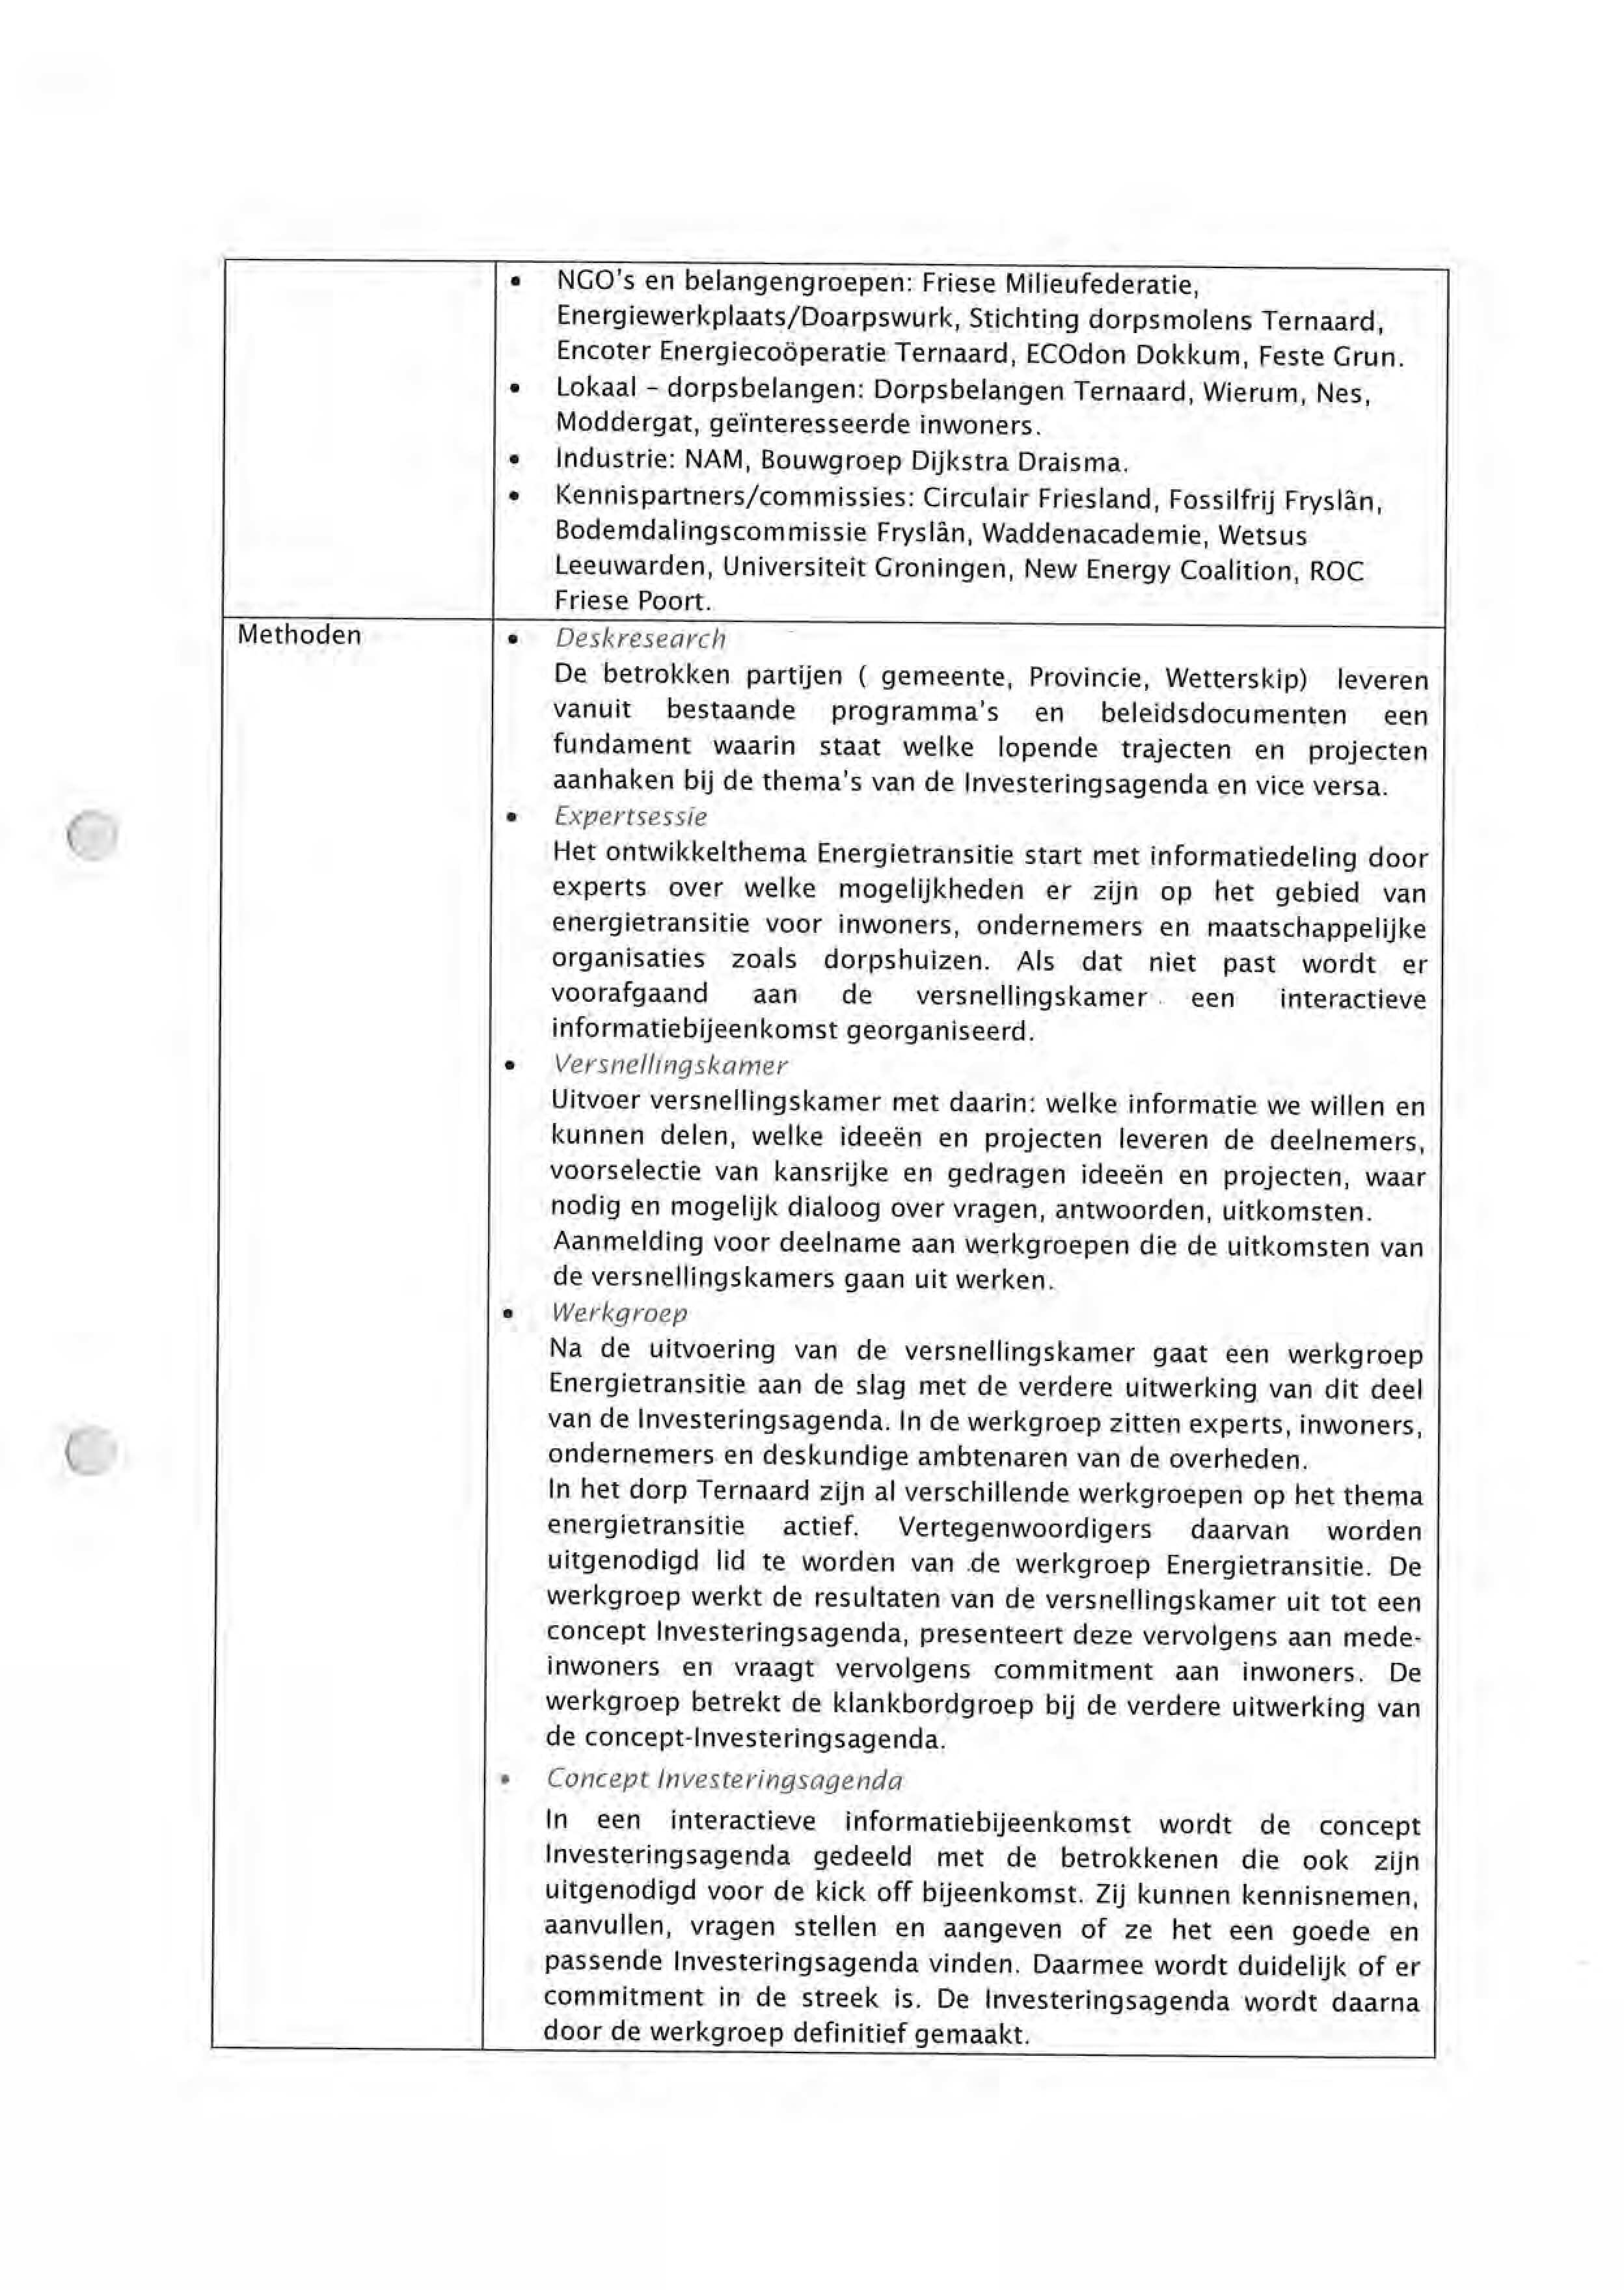 • NGO's en belangengroepen: Friese Milieufederatie,
Energiewerkplaats/Doarpswurk, Stichting dorpsmolens Ternaard,
Encoter Energiecoöperatie Ternaard, ECOdon Dokkum, Feste Grun.
• Lokaal – dorpsbelangen: Dorpsbelangen Ternaard, Wierum, Nes,
Moddergat, geïnteresseerde inwoners.
• Industrie: NAM, Bouwgroep Dijkstra Draisma.
• Kennispartners/commissies: Circulair Friesland, Fossilfrij Fryslân,
Bodemdalingscommissie Fryslân, Waddenacademie, Wetsus
Leeuwarden, Universiteit Groningen, New Energy Coalition, ROC
Friese Poort.
Methoden
• Deskresearch
De betrokken partijen ( gemeente, Provincie, Wetterskip) leveren
vanuit bestaande programma's en beleidsdocumenten een
fundament waarin staat welke lopende trajecten en projecten
aanhaken bij de thema's van de Investeringsagenda en vice versa.
• Expertsessie
Het ontwikkelthema Energietransitie start met informatiedeling door
experts over welke mogelijkheden er zijn op het gebied van
energietransitie voor inwoners, ondernemers en maatschappelijke
organisaties zoals dorpshuizen. Als dat niet past wordt er
voorafgaand aan de versnellingskamer een interactieve
informatiebijeenkomst georganiseerd.
• Versnellingskamer
Uitvoer versnellingskamer met daarin: welke informatie we willen en
kunnen delen, welke ideeën en projecten leveren de deelnemers,
voorselectie van kansrijke en gedragen ideeën en projecten, waar
nodig en mogelijk dialoog over vragen, antwoorden, uitkomsten.
Aanmelding voor deelname aan werkgroepen die de uitkomsten van
de versnellingskamers gaan uit werken.
• Werkgroep
Na de uitvoering van de versnellingskamer gaat een werkgroep
Energietransitie aan de slag met de verdere uitwerking van dit deel
van de Investeringsagenda. In de werkgroep zitten experts, inwoners,
ondernemers en deskundige ambtenaren van de overheden.
In het dorp Ternaard zijn al verschillende werkgroepen op het thema
energietransitie actief. Vertegenwoordigers daarvan worden
uitgenodigd lid te worden van de werkgroep Energietransitie. De
werkgroep werkt de resultaten van de versnellingskamer uit tot een
concept Investeringsagenda, presenteert deze vervolgens aan mede-
inwoners en vraagt vervolgens commitment aan inwoners. De
werkgroep betrekt de klankbordgroep bij de verdere uitwerking van
de concept-Investeringsagenda.
• Concept Investeringsagenda
In een interactieve informatiebijeenkomst wordt de concept
Investeringsagenda gedeeld met de betrokkenen die ook zijn
uitgenodigd voor de kick off bijeenkomst. Zij kunnen kennisnemen,
aanvullen, vragen stellen en aangeven of ze het een goede en
passende Investeringsagenda vinden. Daarmee wordt duidelijk of er
commitment in de streek is. De Investeringsagenda wordt daarna
door de werkgroep definitief gemaakt.